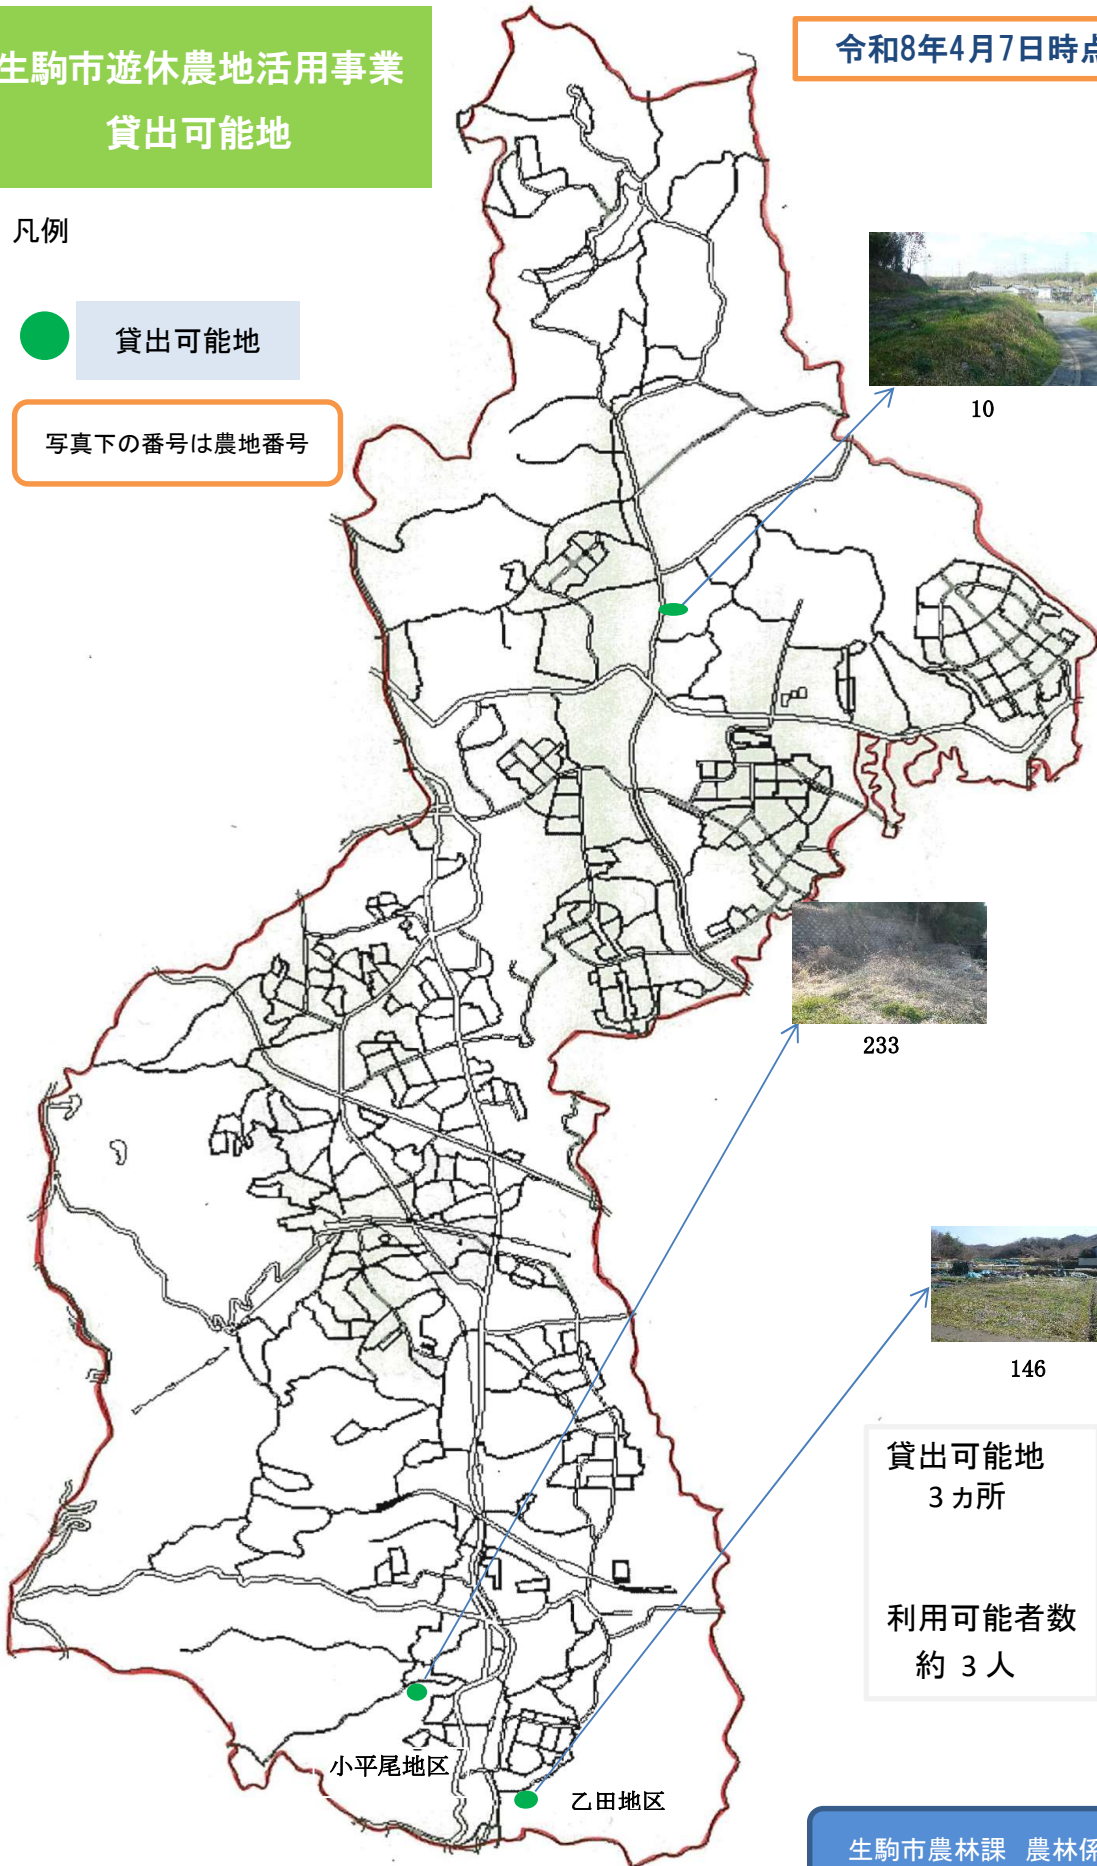 生駒市遊休農地活用事業
貸出可能地
令和8年4月7日時点
凡例
貸出可能地
写真下の番号は農地番号
10
233
146
貸出可能地
3ヵ所
利用可能者数
約 3 人
小平尾地区
乙田地区
生駒市農林課 農林係